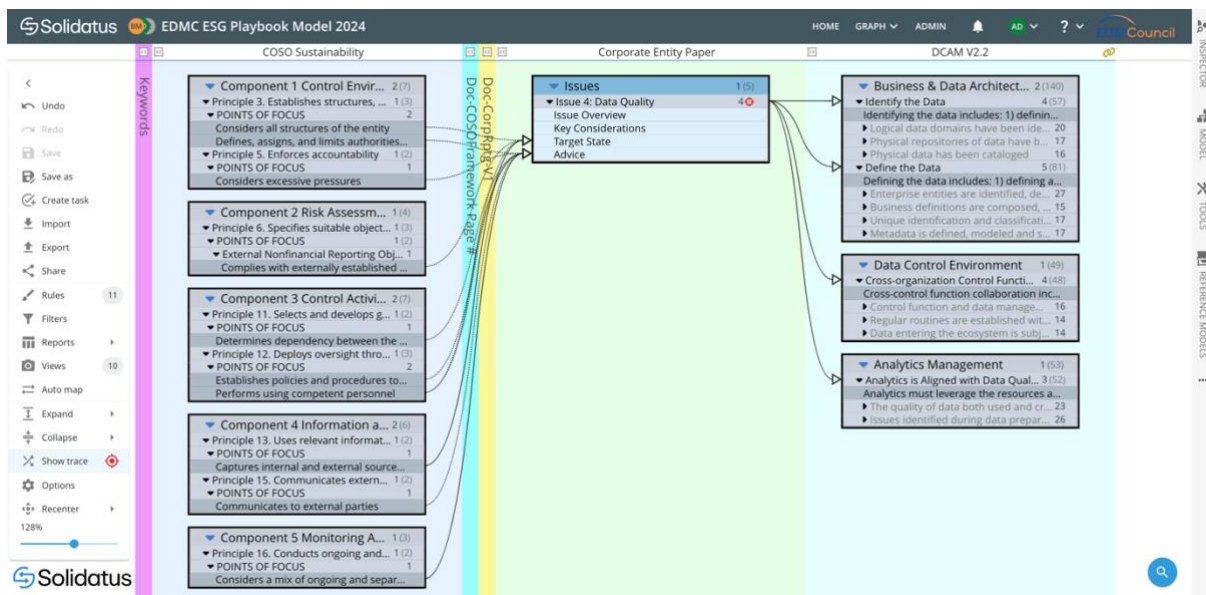 Solidatus
BM
EDMC ESG Playbook Model 2024
HOME
GRAPH
ADMIN
AD
?
EDMCouncil
COSO Sustainability
Corporate Entity Paper
DCAM V2.2
Undo
Redo
Save
Save as
Create task
Import
Export
Share
Rules 11
Filters
Reports
Views 10
Auto map
Expand
Collapse
Show trace
Options
Recenter
128%
Solidatus
Keywords
Component 1 Control Envir... 2 (7)
Principle 3. Establishes structures, ... 1 (3)
POINTS OF FOCUS 2
Considers all structures of the entity
Defines, assigns, and limits authorities...
Principle 5. Enforces accountability 1 (2)
POINTS OF FOCUS 1
Considers excessive pressures
Component 2 Risk Assessm... 1 (4)
Principle 6. Specifies suitable object... 1 (3)
POINTS OF FOCUS 1 (2)
External Nonfinancial Reporting Obj... 1
Complies with externally established ...
Component 3 Control Activi... 2 (7)
Principle 11. Selects and develops g... 1 (2)
POINTS OF FOCUS 1
Determines dependency between the ...
Principle 12. Deploys oversight thro... 1 (3)
POINTS OF FOCUS 2
Establishes policies and procedures to...
Performs using competent personnel
Component 4 Information a... 2 (6)
Principle 13. Uses relevant informat... 1 (2)
POINTS OF FOCUS 1
Captures internal and external source...
Principle 15. Communicates extern... 1 (2)
POINTS OF FOCUS 1
Communicates to external parties
Component 5 Monitoring A... 1 (3)
Principle 16. Conducts ongoing and... 1 (2)
POINTS OF FOCUS 1
Considers a mix of ongoing and separ...
Doc-COSOFramework-Page #
Doc-CorpRptg-V1
Issues 1 (5)
Issue 4: Data Quality 4
Issue Overview
Key Considerations
Target State
Advice
Business & Data Architect... 2 (140)
Identify the Data 4 (57)
Identifying the data includes: 1) definin...
Logical data domains have been ide... 20
Physical repositories of data have b... 17
Physical data has been cataloged 16
Define the Data 5 (81)
Defining the data includes: 1) defining a...
Enterprise entities are identified, de... 27
Business definitions are composed, ... 15
Unique identification and classificati... 17
Metadata is defined, modeled and s... 17
Data Control Environment 1 (49)
Cross-organization Control Functi... 4 (48)
Cross-control function collaboration inc...
Control function and data manage... 16
Regular routines are established wit... 14
Data entering the ecosystem is subj... 14
Analytics Management 1 (53)
Analytics is Aligned with Data Qual... 3 (52)
Analytics must leverage the resources a...
The quality of data both used and cr... 23
Issues identified during data prepar... 26
INSPECTOR
MODEL
TOOLS
REFERENCE MODELS